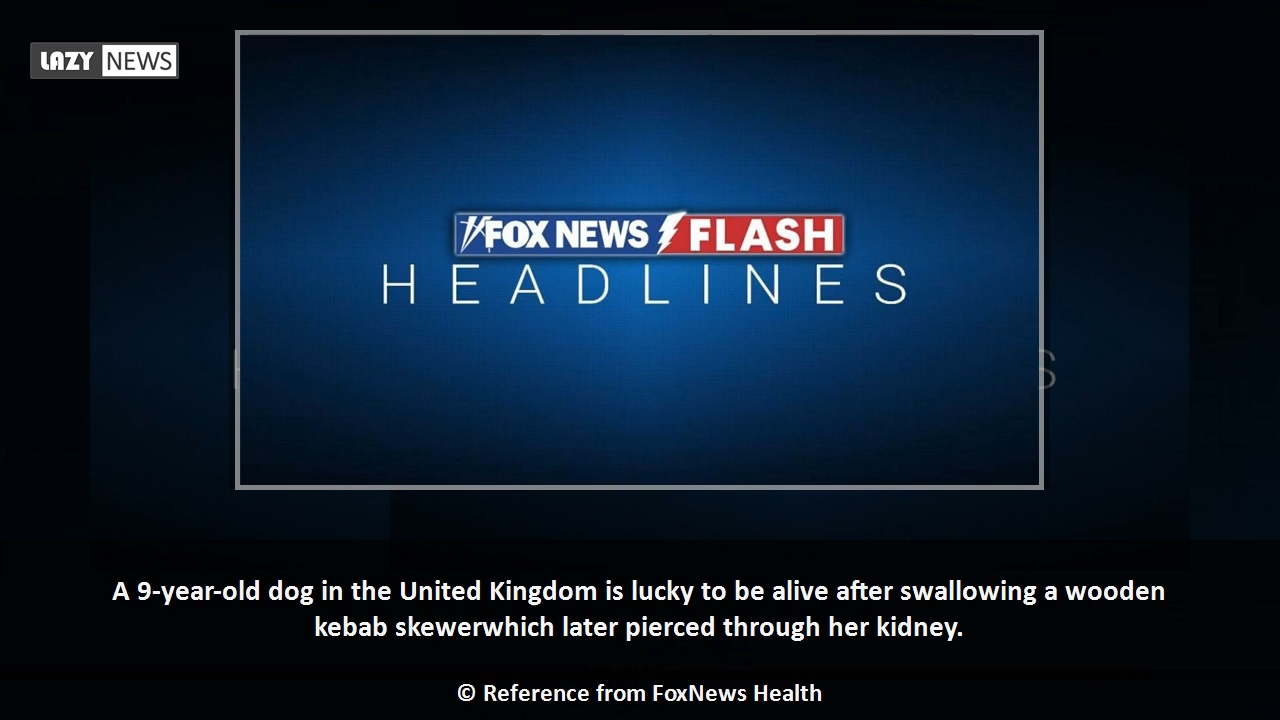 LAZY NEWS
FOX NEWS FLASH
HEADLINES
A 9-year-old dog in the United Kingdom is lucky to be alive after swallowing a wooden
kebab skewerwhich later pierced through her kidney.
© Reference from FoxNews Health